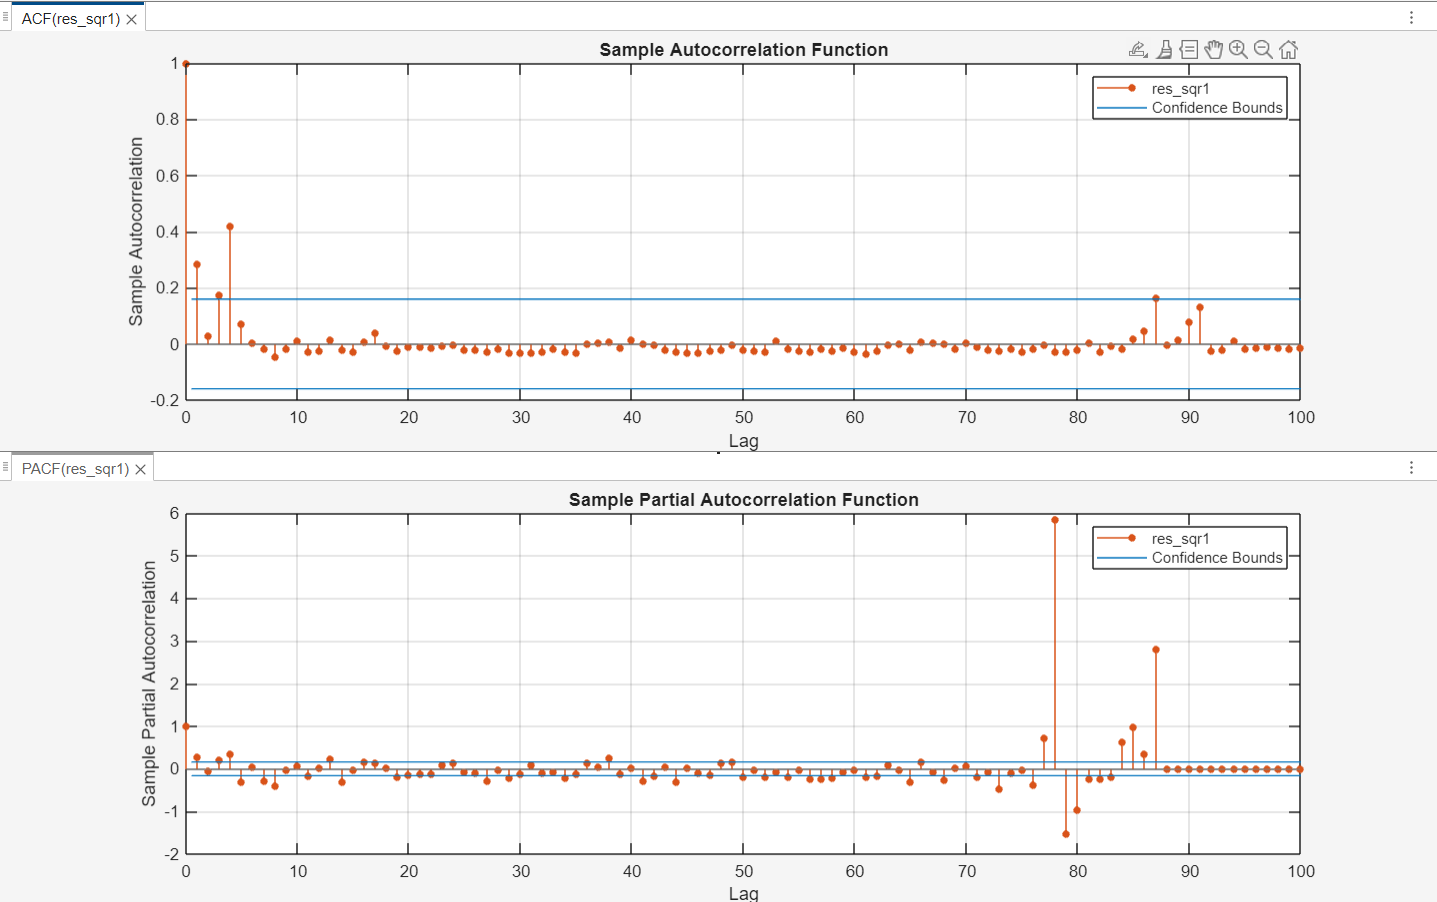 ACF(res_sqr1)
Sample Autocorrelation Function
res_sqr1
Confidence Bounds
1
0.8
0.6
0.4
0.2
0
-0.2
Sample Autocorrelation
0 10 20 30 40 50 60 70 80 90 100
Lag
PACF(res_sqr1)
Sample Partial Autocorrelation Function
res_sqr1
Confidence Bounds
6
5
4
3
2
1
0
-1
-2
Sample Partial Autocorrelation
0 10 20 30 40 50 60 70 80 90 100
Lag